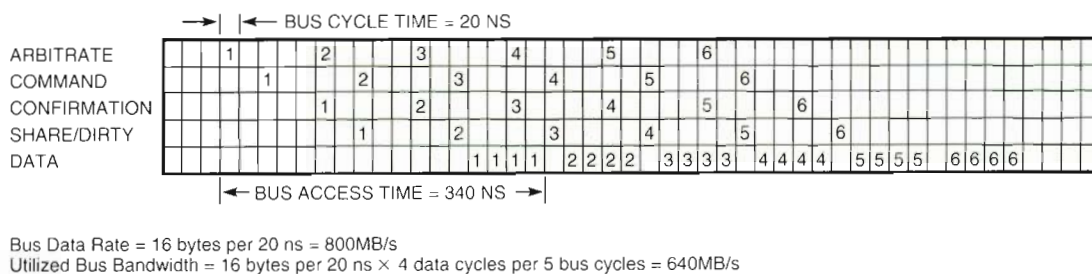 BUS CYCLE TIME = 20 NS
ARBITRATE 1 2 3 4 5 6
COMMAND 1 2 3 4 5 6
CONFIRMATION 1 2 3 4 5 6
SHARE/DIRTY 1 2 3 4 5 6
DATA 1 1 1 1 2 2 2 2 3 3 3 3 4 4 4 4 5 5 5 5 6 6 6 6
BUS ACCESS TIME = 340 NS
Bus Data Rate = 16 bytes per 20 ns = 800MB/s
Utilized Bus Bandwidth = 16 bytes per 20 ns × 4 data cycles per 5 bus cycles = 640MB/s